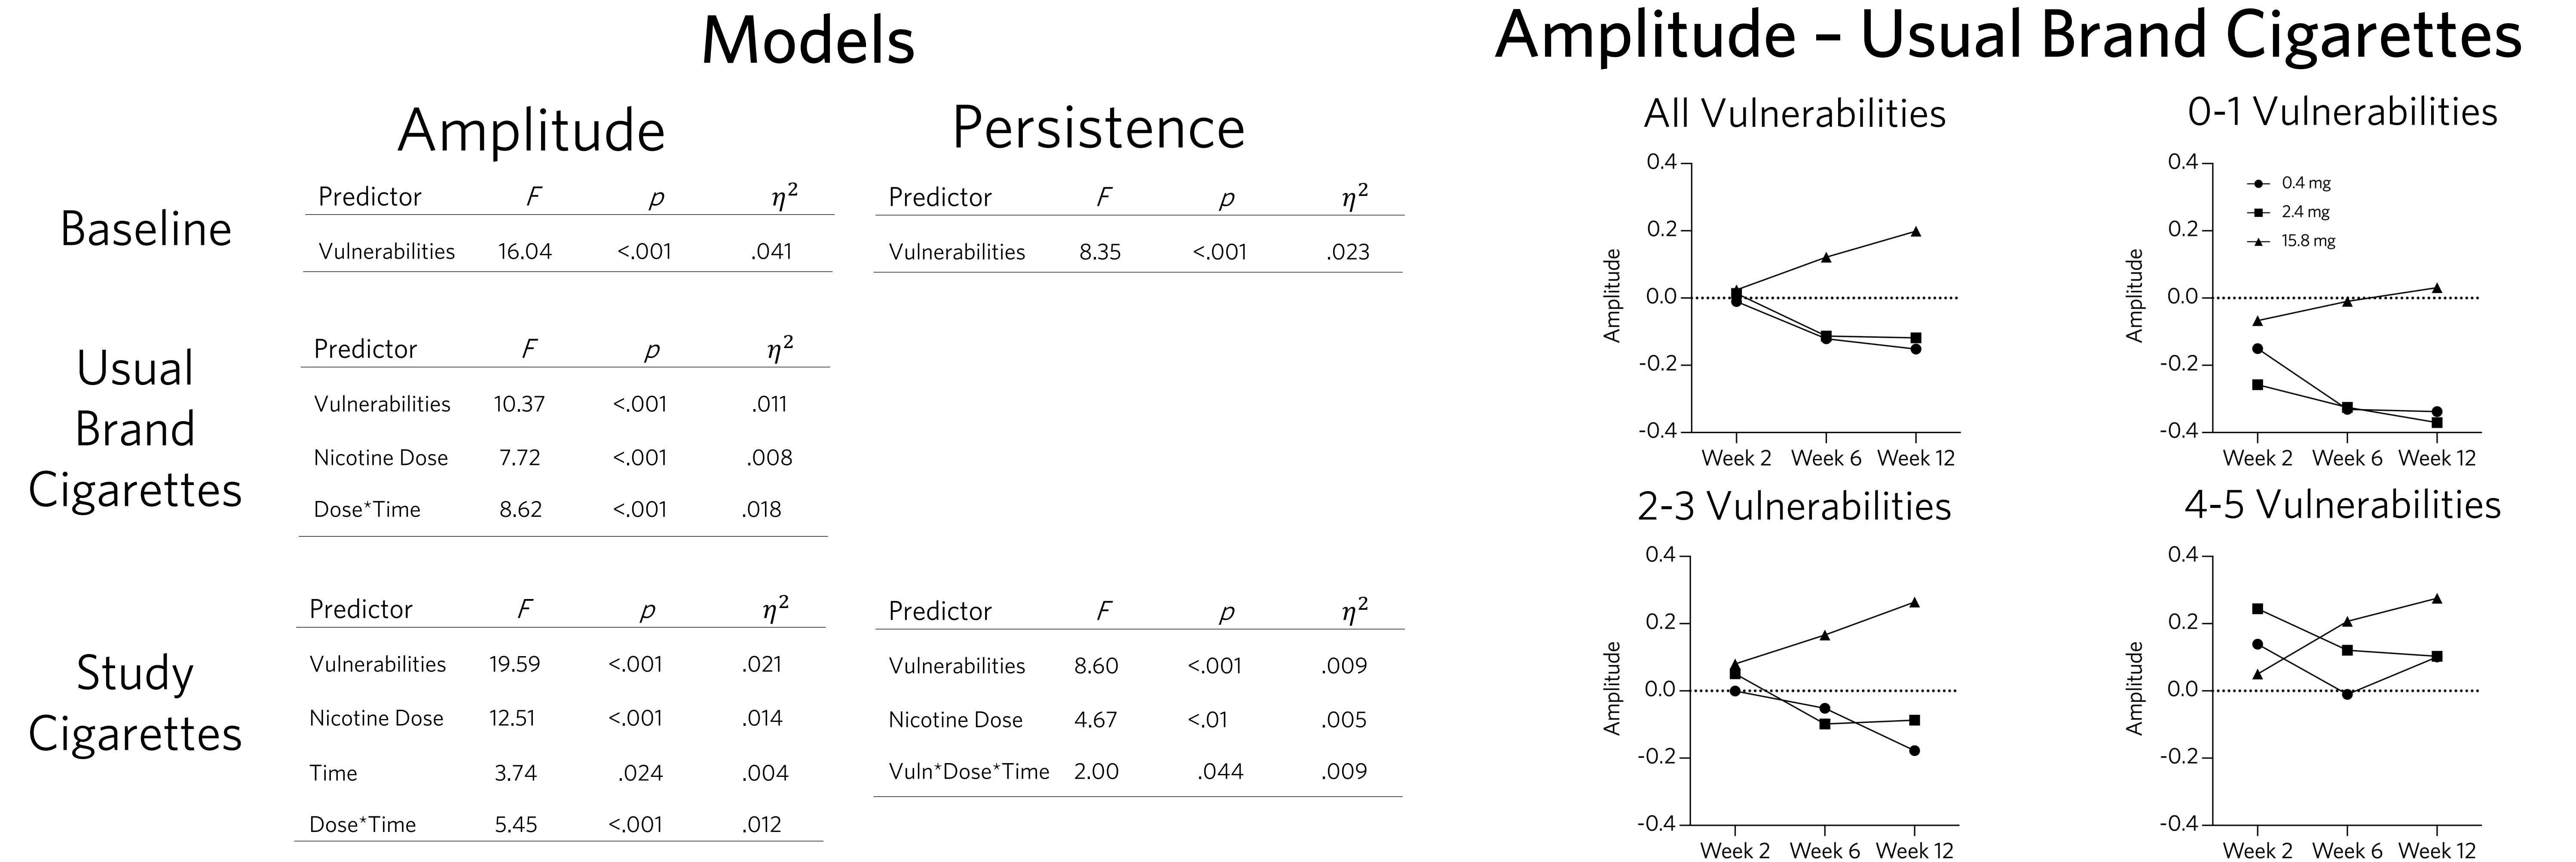 Models
Amplitude
Persistence
Baseline
Predictor F p η²
Vulnerabilities 16.04 <.001 .041
Predictor F p η²
Vulnerabilities 8.35 <.001 .023
Usual
Brand
Cigarettes
Predictor F p η²
Vulnerabilities 10.37 <.001 .011
Nicotine Dose 7.72 <.001 .008
Dose*Time 8.62 <.001 .018
Study
Cigarettes
Predictor F p η²
Vulnerabilities 19.59 <.001 .021
Nicotine Dose 12.51 <.001 .014
Time 3.74 .024 .004
Dose*Time 5.45 <.001 .012
Predictor F p η²
Vulnerabilities 8.60 <.001 .009
Nicotine Dose 4.67 <.01 .005
Vuln*Dose*Time 2.00 .044 .009
Amplitude – Usual Brand Cigarettes
All Vulnerabilities
Amplitude
0.4
0.2
0.0
-0.2
-0.4
Week 2 Week 6 Week 12
0-1 Vulnerabilities
Amplitude
0.4
0.2
0.0
-0.2
-0.4
0.4 mg
2.4 mg
15.8 mg
Week 2 Week 6 Week 12
2-3 Vulnerabilities
Amplitude
0.4
0.2
0.0
-0.2
-0.4
Week 2 Week 6 Week 12
4-5 Vulnerabilities
Amplitude
0.4
0.2
0.0
-0.2
-0.4
Week 2 Week 6 Week 12